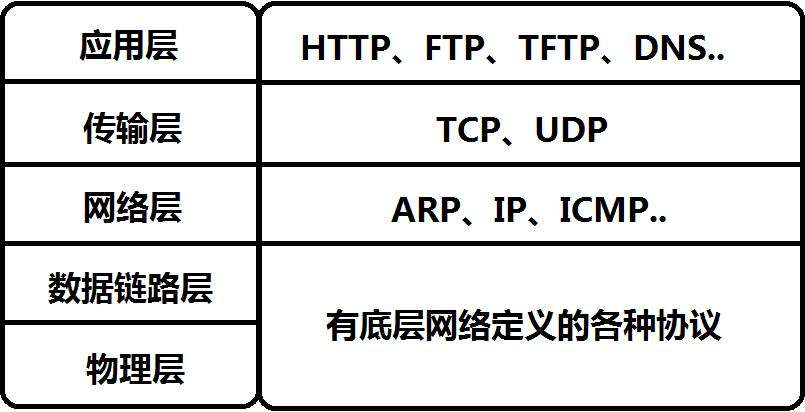 应用层
HTTP、FTP、TFTP、DNS..
传输层
TCP、UDP
网络层
ARP、IP、ICMP..
数据链路层
有底层网络定义的各种协议
物理层